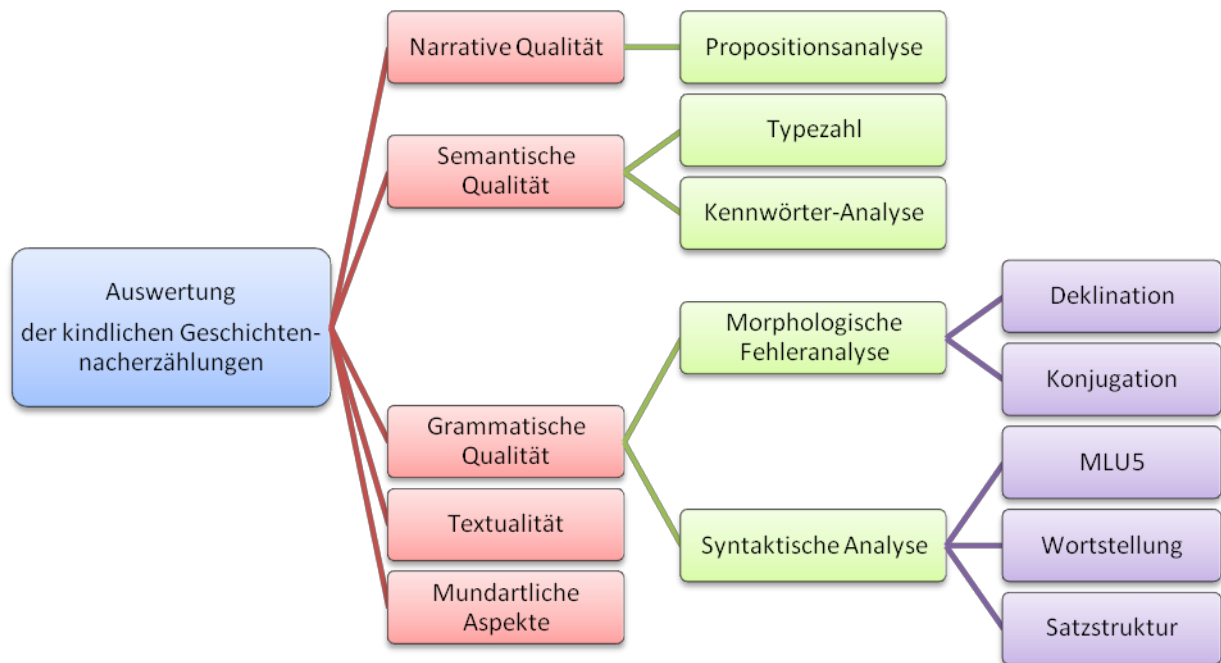 Narrative Qualität
Propositionsanalyse
Semantische
Qualität
Typezahl
Kennwörter-Analyse
Auswertung
der kindlichen Geschichten-
nacherzählungen
Grammatische
Qualität
Morphologische
Fehleranalyse
Deklination
Konjugation
Syntaktische Analyse
MLU5
Wortstellung
Satzstruktur
Textualität
Mundartliche
Aspekte